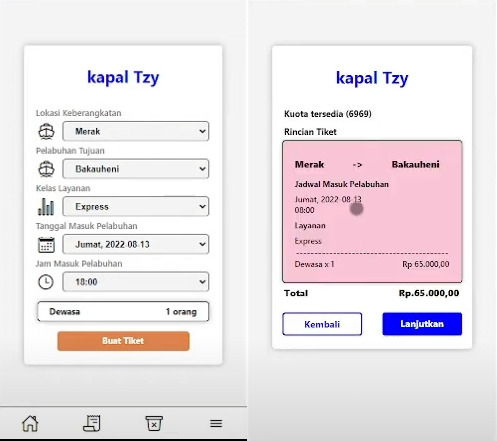 kapal Tzy
Lokasi Keberangkatan
Merak
Pelabuhan Tujuan
Bakauheni
Kelas Layanan
Express
Tanggal Masuk Pelabuhan
Jumat, 2022-08-13
Jam Masuk Pelabuhan
18:00
Dewasa 1 orang
Buat Tiket
kapal Tzy
Kuota tersedia (6969)
Rincian Tiket
Merak -> Bakauheni
Jadwal Masuk Pelabuhan
Jumat, 2022-08-13
08:00
Layanan
Express
Dewasa x 1 Rp 65.000,00
Total Rp.65.000,00
Kembali Lanjutkan